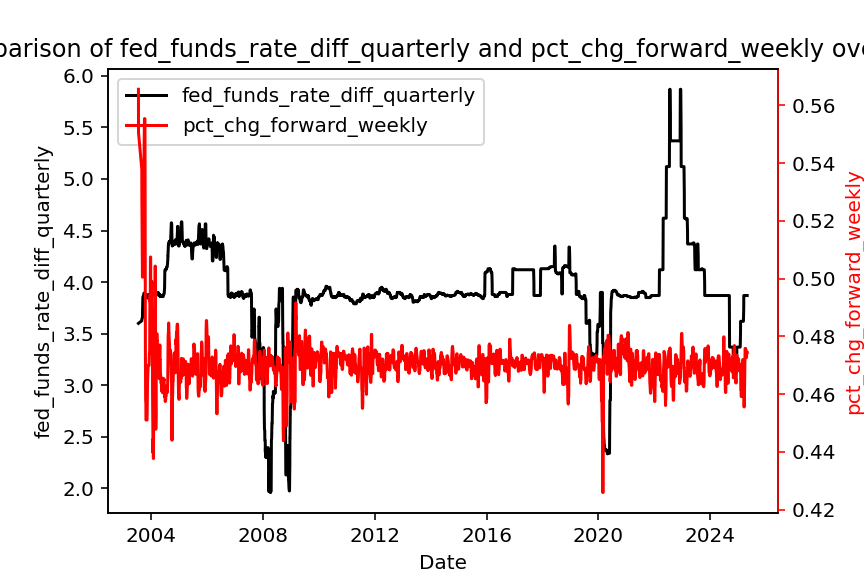 parison of fed_funds_rate_diff_quarterly and pct_chg_forward_weekly ove
fed_funds_rate_diff_quarterly
pct_chg_forward_weekly
fed_funds_rate_diff_quarterly
6.0
5.5
5.0
4.5
4.0
3.5
3.0
2.5
2.0
0.56
0.54
0.52
0.50
0.48
0.46
0.44
0.42
pct_chg_forward_weekly
2004 2008 2012 2016 2020 2024
Date